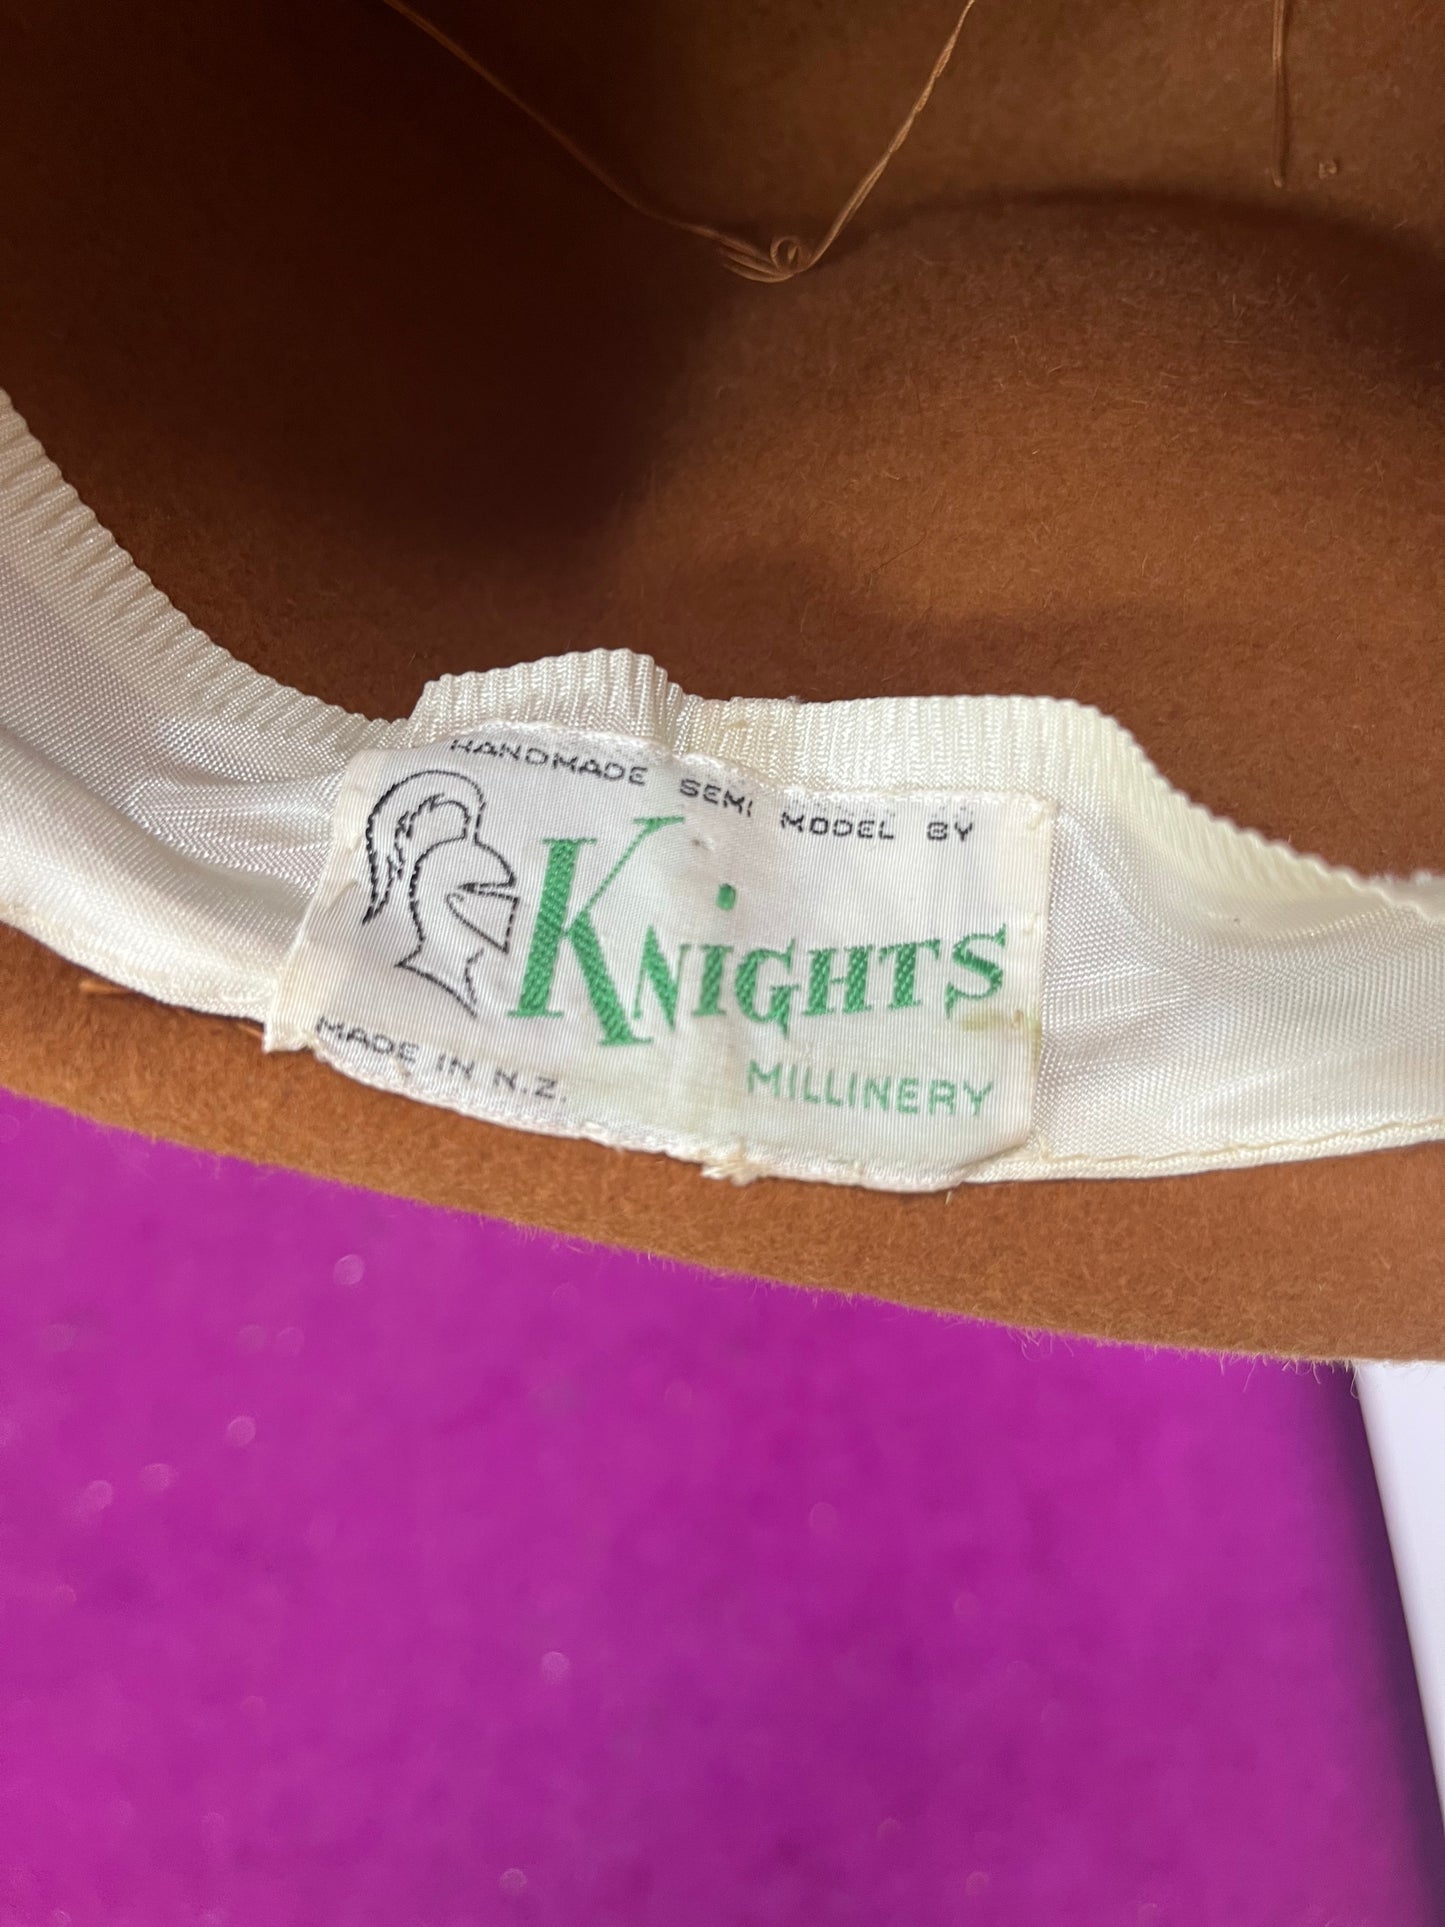 HANDMADE SEMI MODEL BY
KNIGHTS
MILLINERY
MADE IN N.Z.